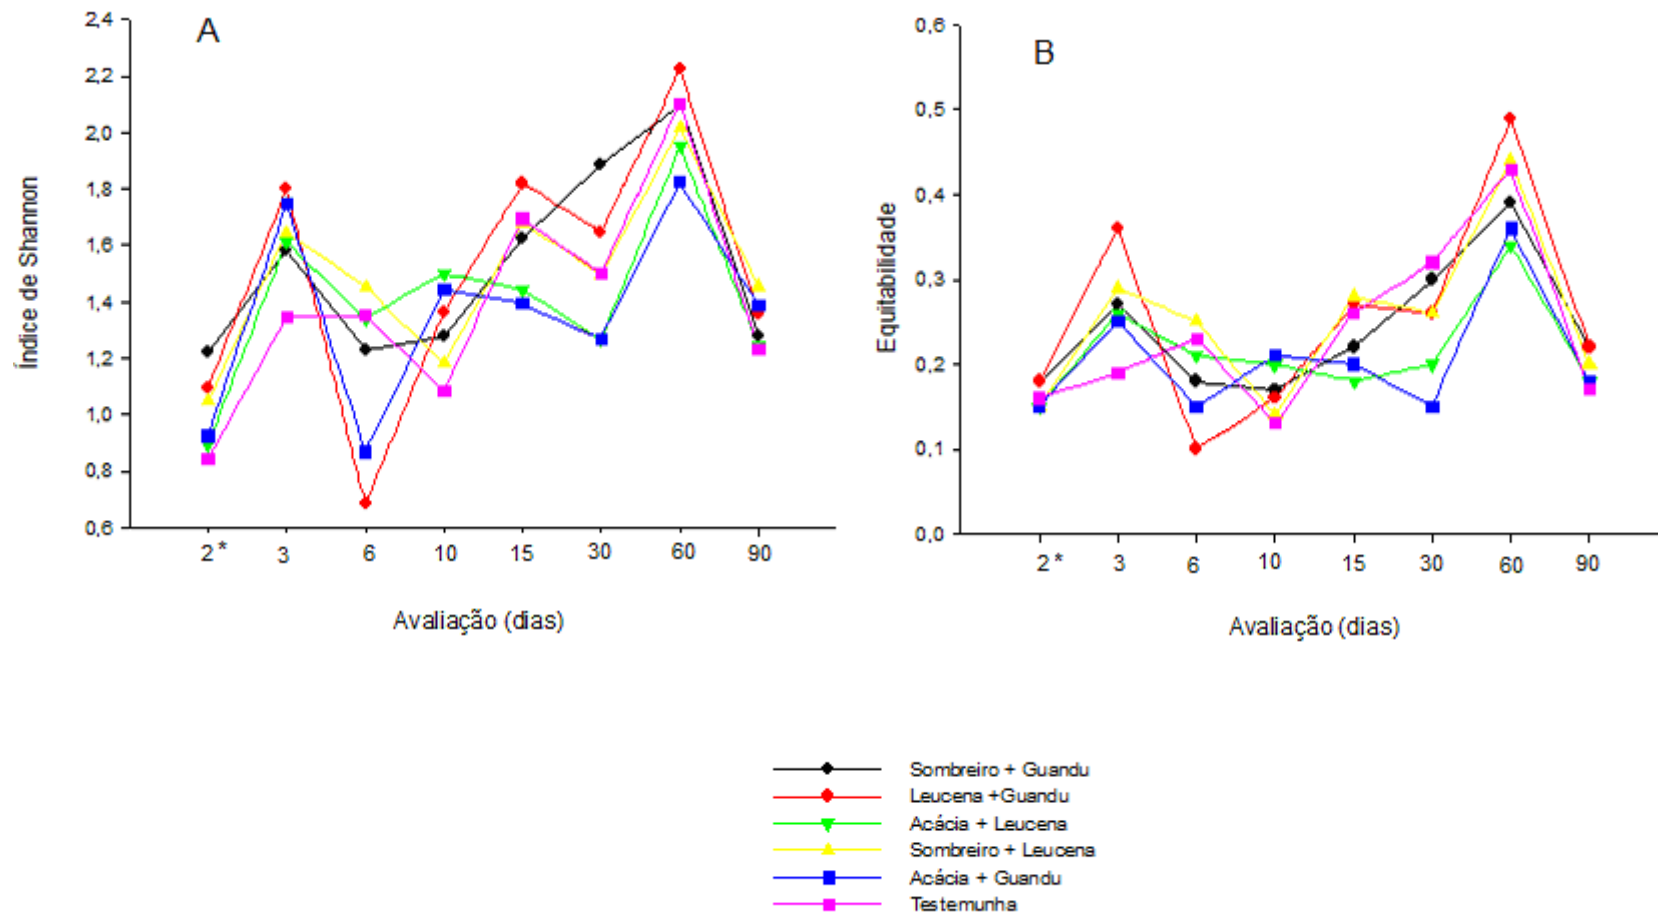 A
Índice de Shannon
2,4
2,2
2,0
1,8
1,6
1,4
1,2
1,0
0,8
0,6
2 * 3 6 10 15 30 60 90
Avaliação (dias)
B
Equitabilidade
0,6
0,5
0,4
0,3
0,2
0,1
0,0
2 * 3 6 10 15 30 60 90
Avaliação (dias)
Sombreiro + Guandu
Leucena +Guandu
Acácia + Leucena
Sombreiro + Leucena
Acácia + Guandu
Testemunha